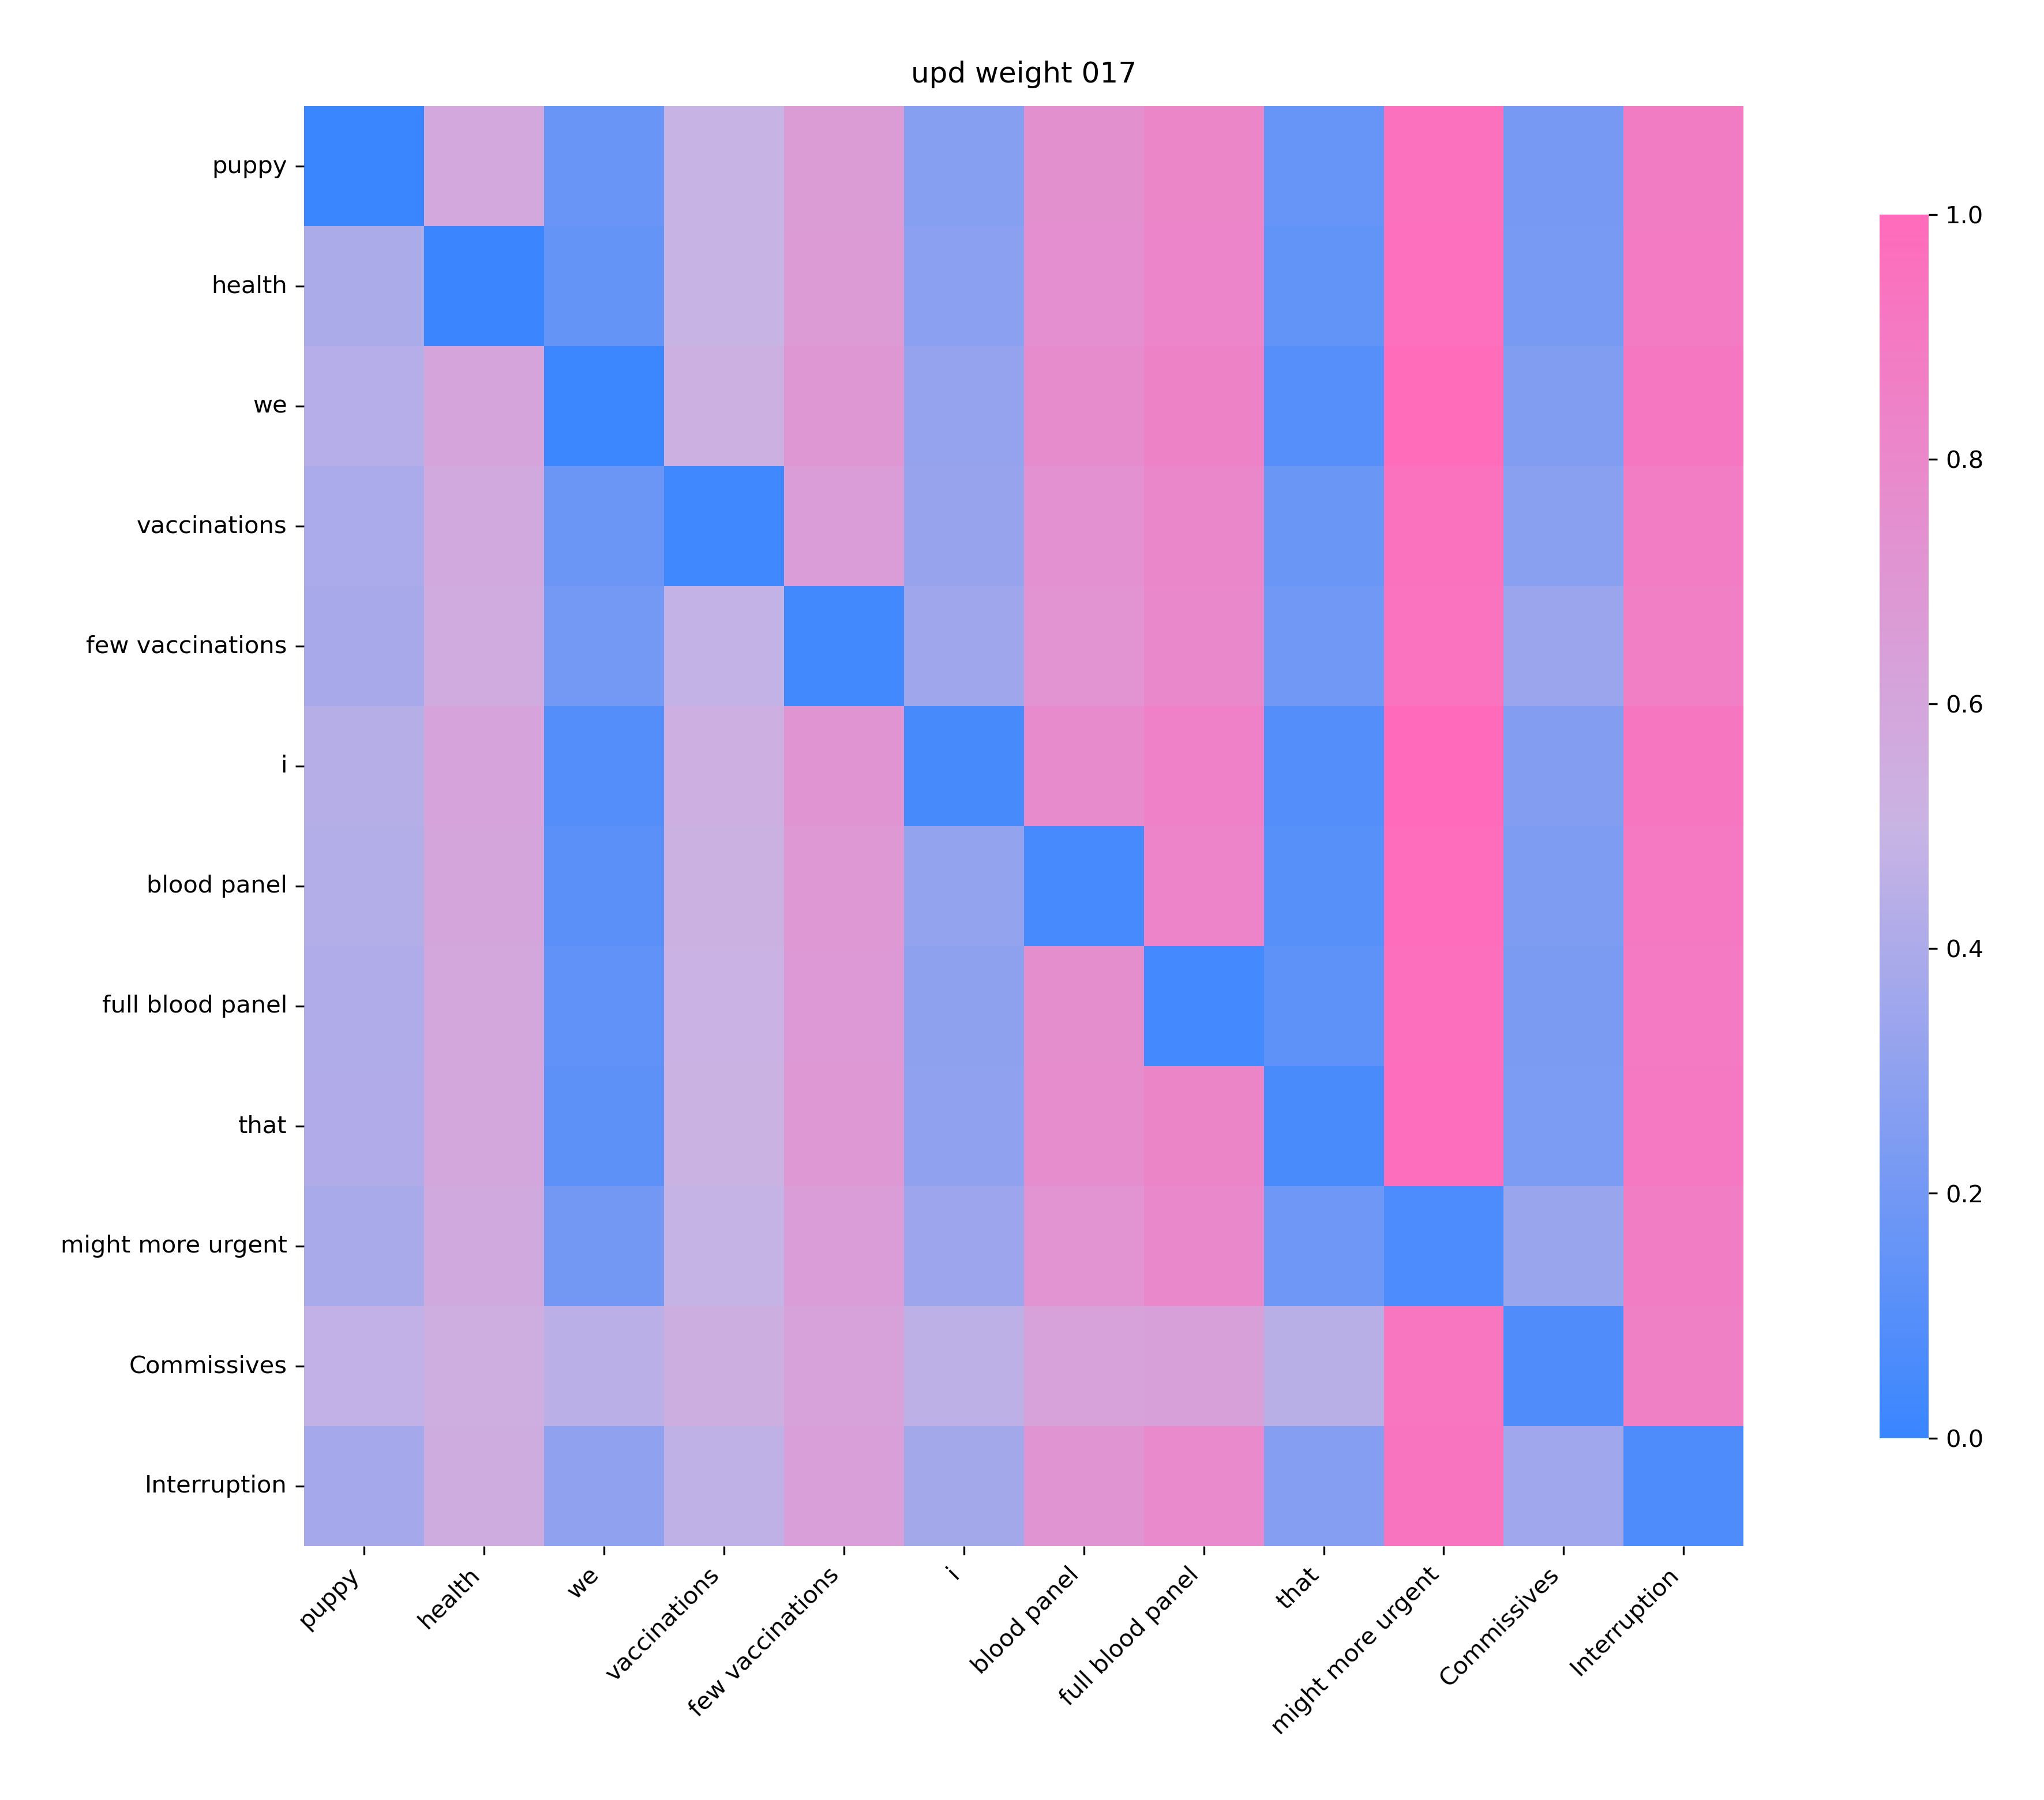 upd weight 017
puppy
health
we
vaccinations
few vaccinations
i
blood panel
full blood panel
that
might more urgent
Commissives
Interruption
1.0
0.8
0.6
0.4
0.2
0.0
puppy
health
we
vaccinations
few vaccinations
i
blood panel
full blood panel
that
might more urgent
Commissives
Interruption